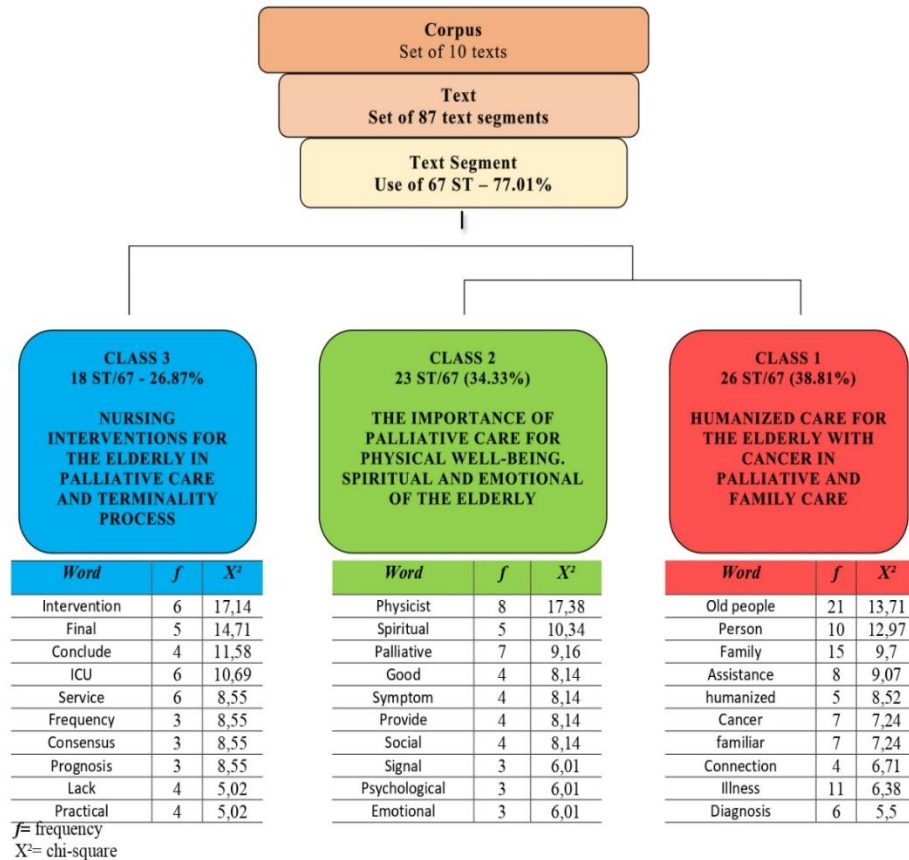 Corpus
Set of 10 texts
Text
Set of 87 text segments
Text Segment
Use of 67 ST – 77.01%
CLASS 3
18 ST/67 - 26.87%
NURSING
INTERVENTIONS FOR
THE ELDERLY IN
PALLIATIVE CARE
AND TERMINALITY
PROCESS
Word f X²
Intervention 6 17,14
Final 5 14,71
Conclude 4 11,58
ICU 6 10,69
Service 6 8,55
Frequency 3 8,55
Consensus 3 8,55
Prognosis 3 8,55
Lack 4 5,02
Practical 4 5,02
CLASS 2
23 ST/67 (34.33%)
THE IMPORTANCE OF
PALLIATIVE CARE FOR
PHYSICAL WELL-BEING.
SPIRITUAL AND EMOTIONAL
OF THE ELDERLY
Word f X²
Physicist 8 17,38
Spiritual 5 10,34
Palliative 7 9,16
Good 4 8,14
Symptom 4 8,14
Provide 4 8,14
Social 4 8,14
Signal 3 6,01
Psychological 3 6,01
Emotional 3 6,01
CLASS 1
26 ST/67 (38.81%)
HUMANIZED CARE FOR
THE ELDERLY WITH
CANCER IN
PALLIATIVE AND
FAMILY CARE
Word f X²
Old people 21 13,71
Person 10 12,97
Family 15 9,7
Assistance 8 9,07
humanized 5 8,52
Cancer 7 7,24
familiar 7 7,24
Connection 4 6,71
Illness 11 6,38
Diagnosis 6 5,5
f= frequency
X²= chi-square